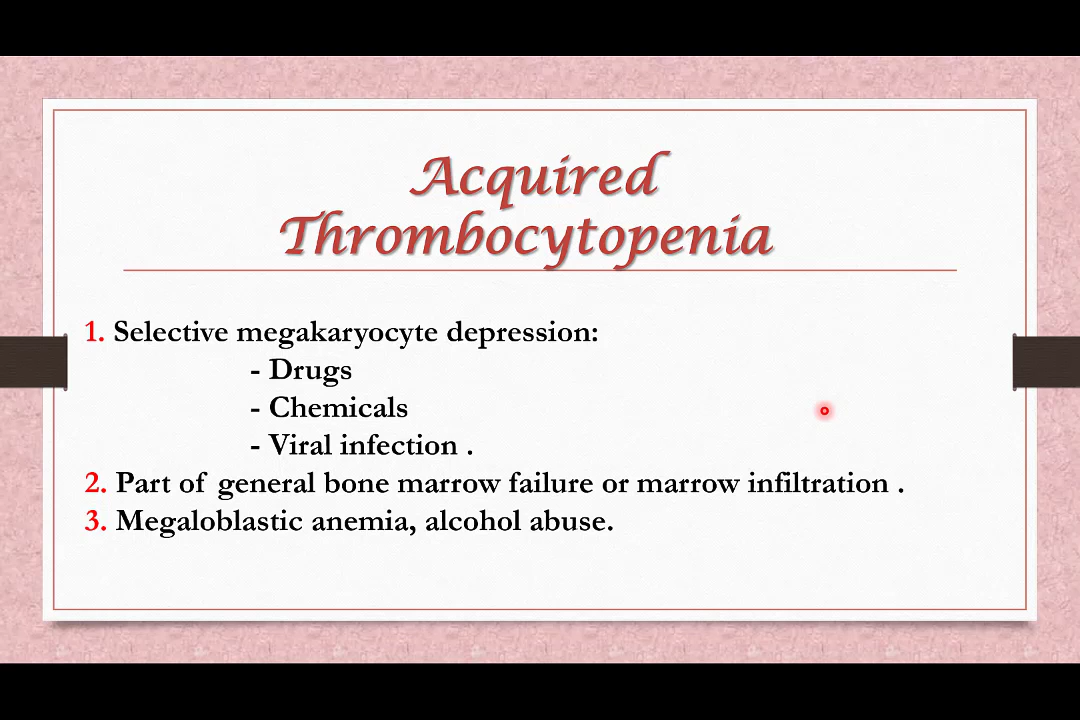 Acquired
Thrombocytopenia
1. Selective megakaryocyte depression:
- Drugs
- Chemicals
- Viral infection .
2. Part of general bone marrow failure or marrow infiltration .
3. Megaloblastic anemia, alcohol abuse.